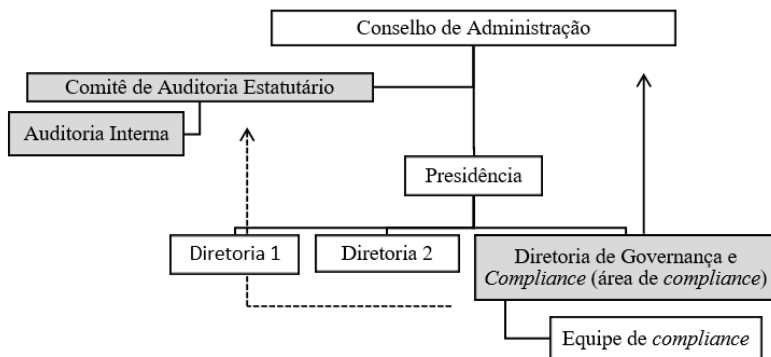 Conselho de Administração
Comitê de Auditoria Estatutário
Auditoria Interna
Presidência
Diretoria 1
Diretoria 2
Diretoria de Governança e
Compliance (área de compliance)
Equipe de compliance